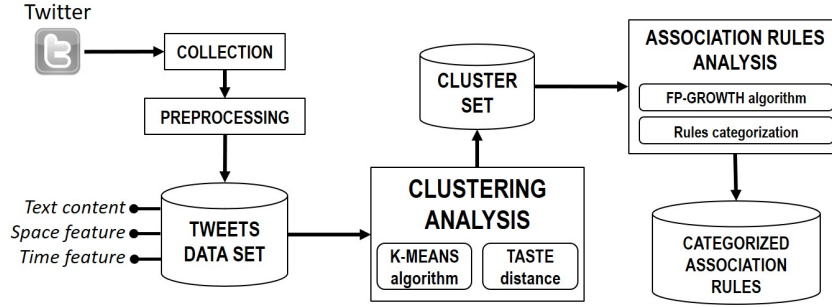 Twitter
COLLECTION
PREPROCESSING
Text content
Space feature
Time feature
TWEETS
DATA SET
CLUSTERING
ANALYSIS
K-MEANS
algorithm
TASTE
distance
CLUSTER
SET
ASSOCIATION RULES
ANALYSIS
FP-GROWTH algorithm
Rules categorization
CATEGORIZED
ASSOCIATION
RULES